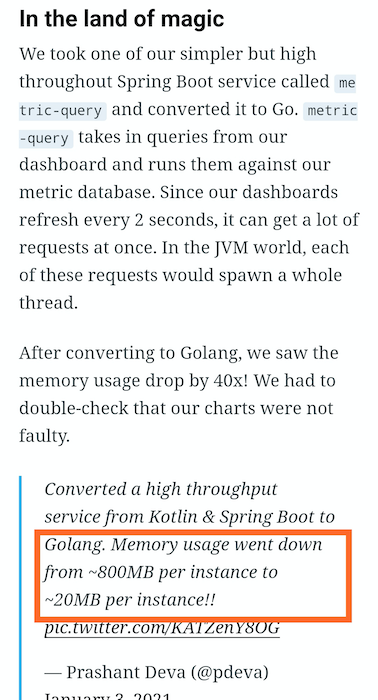 In the land of magic
We took one of our simpler but high
throughout Spring Boot service called me
tric-query and converted it to Go. metric
-query takes in queries from our
dashboard and runs them against our
metric database. Since our dashboards
refresh every 2 seconds, it can get a lot of
requests at once. In the JVM world, each
of these requests would spawn a whole
thread.
After converting to Golang, we saw the
memory usage drop by 40x! We had to
double-check that our charts were not
faulty.
Converted a high throughput
service from Kotlin & Spring Boot to
Golang. Memory usage went down
from ~800MB per instance to
~20MB per instance!!
pic.twitter.com/KATZenY8OG
— Prashant Deva (@pdeva)
January 3, 2021